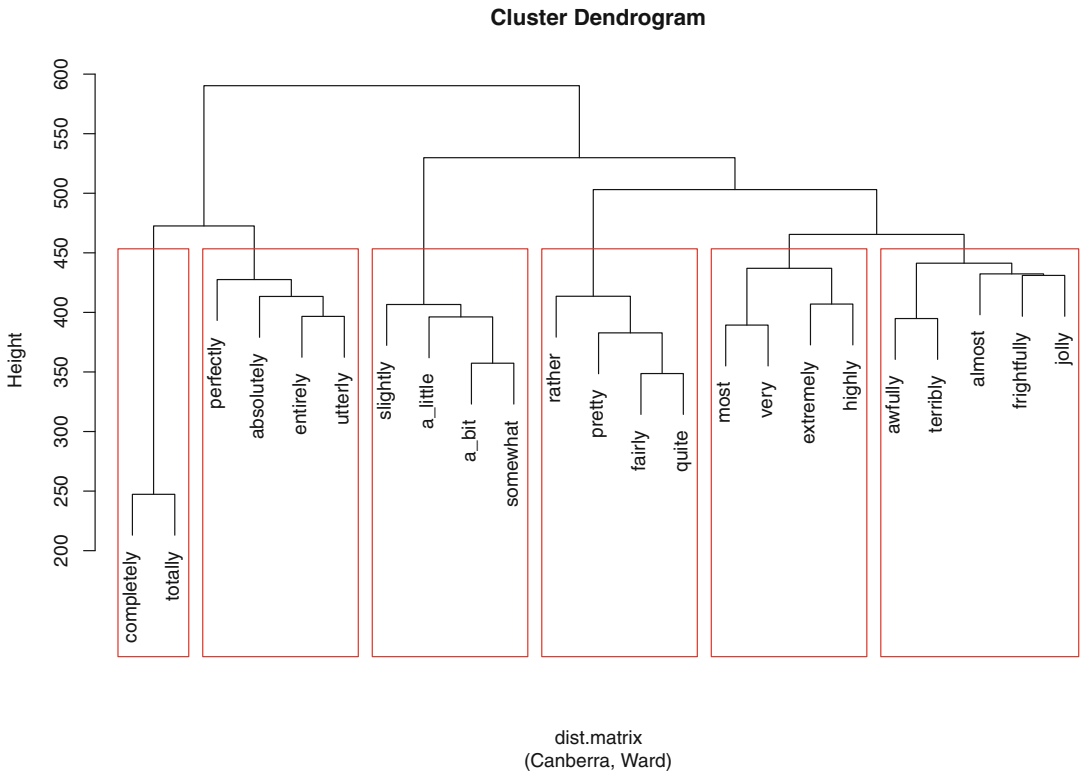 Cluster Dendrogram
Height
600
550
500
450
400
350
300
250
200
completely
totally
perfectly
absolutely
entirely
utterly
slightly
a_little
a_bit
somewhat
rather
pretty
fairly
quite
most
very
extremely
highly
awfully
terribly
almost
frightfully
jolly
dist.matrix
(Canberra, Ward)